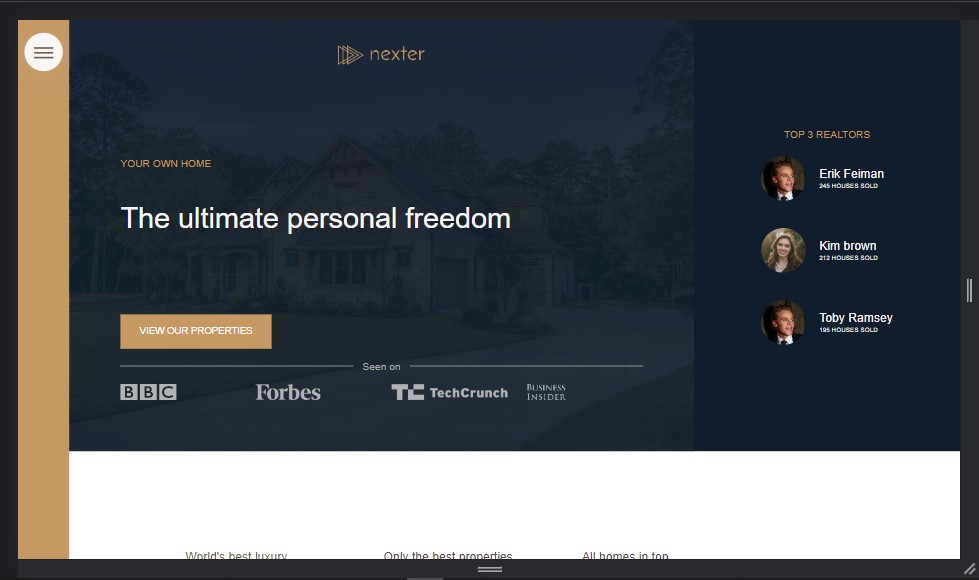 nexter
YOUR OWN HOME
The ultimate personal freedom
VIEW OUR PROPERTIES
Seen on
BBC
Forbes
TechCrunch
BUSINESS
INSIDER
TOP 3 REALTORS
Erik Feiman
245 HOUSES SOLD
Kim brown
212 HOUSES SOLD
Toby Ramsey
195 HOUSES SOLD
World's best luxury
Only the best properties
All homes in top